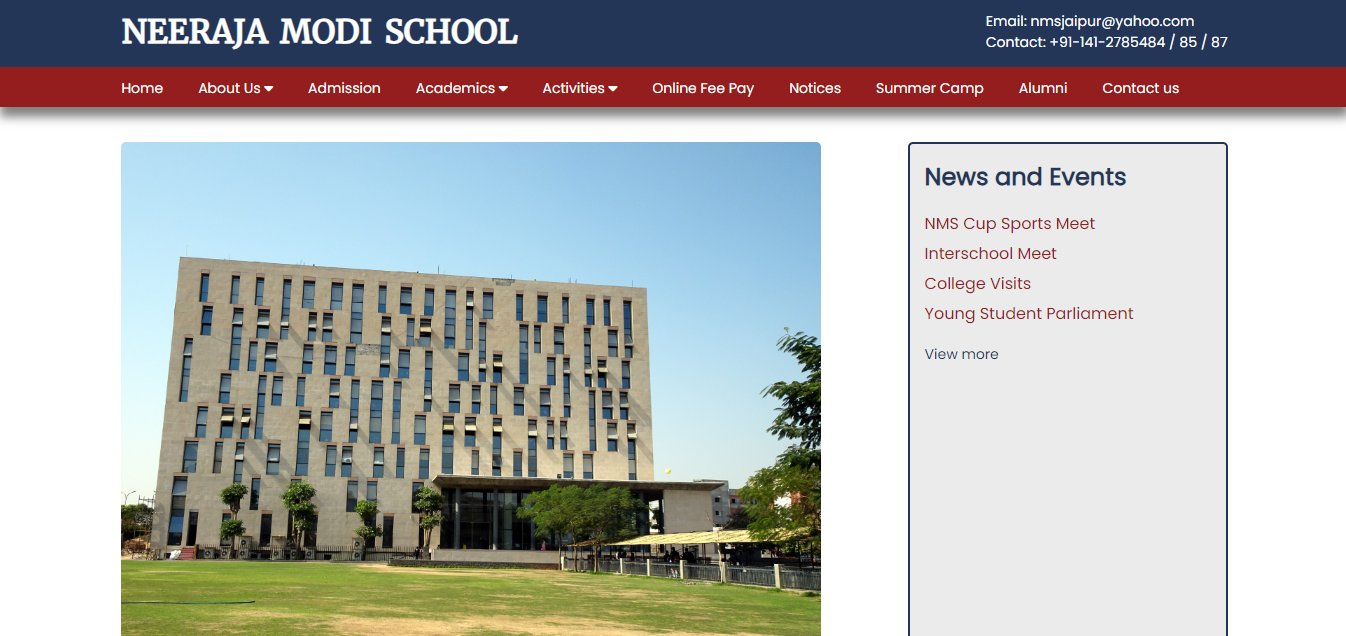 NEERAJA MODI SCHOOL
Email: nmsjaipur@yahoo.com
Contact: +91-141-2785484 / 85 / 87
Home About Us Admission Academics Activities Online Fee Pay Notices Summer Camp Alumni Contact us
News and Events
NMS Cup Sports Meet
Interschool Meet
College Visits
Young Student Parliament
View more